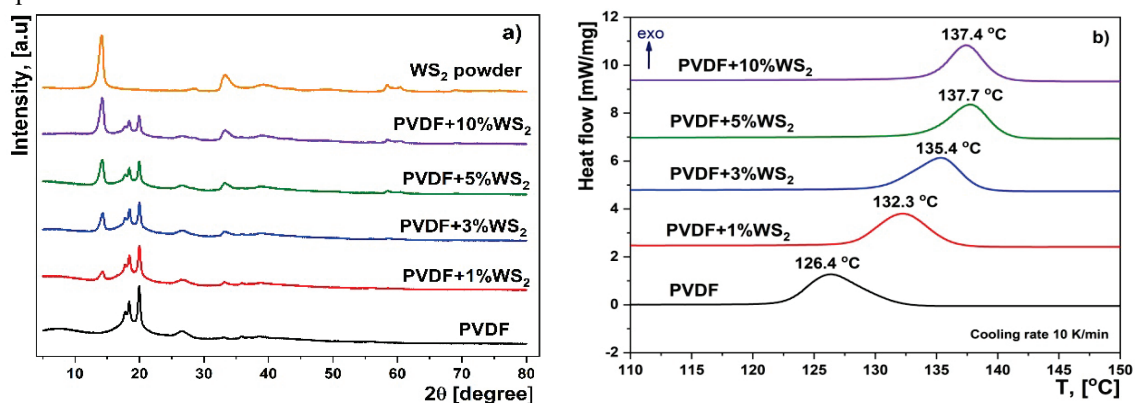 a)
Intensity, [a.u]
WS₂ powder
PVDF+10%WS₂
PVDF+5%WS₂
PVDF+3%WS₂
PVDF+1%WS₂
PVDF
10 20 30 40 50 60 70 80
2θ [degree]
b)
exo
Heat flow [mW/mg]
12
10
8
6
4
2
0
-2
137.4 °C
PVDF+10%WS₂
137.7 °C
PVDF+5%WS₂
135.4 °C
PVDF+3%WS₂
132.3 °C
PVDF+1%WS₂
126.4 °C
PVDF
Cooling rate 10 K/min
110 115 120 125 130 135 140 145 150
T, [°C]